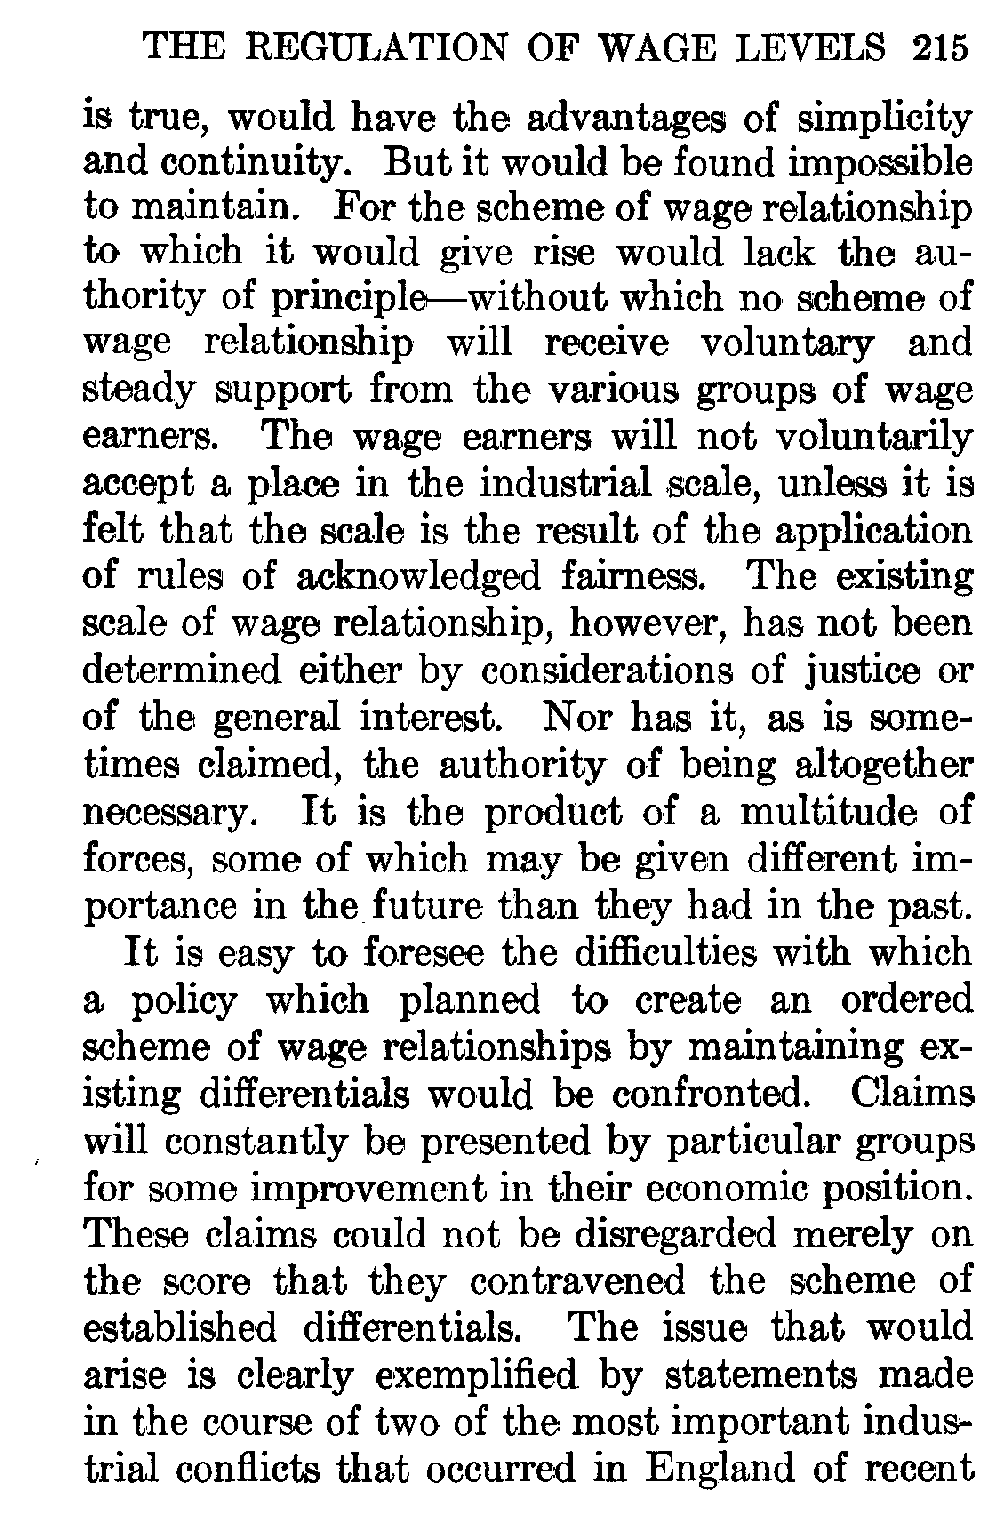 THE REGULATION OF WAGE LEVELS 215
is true, would have the advantages of simplicity
and continuity. But it would be found impossible
to maintain. For the scheme of wage relationship
to which it would give rise would lack the au-
thority of principle—without which no scheme of
wage relationship will receive voluntary and
steady support from the various groups of wage
earners. The wage earners will not voluntarily
accept a place in the industrial scale, unless it is
felt that the scale is the result of the application
of rules of acknowledged fairness. The existing
scale of wage relationship, however, has not been
determined either by considerations of justice or
of the general interest. Nor has it, as is some-
times claimed, the authority of being altogether
necessary. It is the product of a multitude of
forces, some of which may be given different im-
portance in the future than they had in the past.
It is easy to foresee the difficulties with which
a policy which planned to create an ordered
scheme of wage relationships by maintaining ex-
isting differentials would be confronted. Claims
will constantly be presented by particular groups
for some improvement in their economic position.
These claims could not be disregarded merely on
the score that they contravened the scheme of
established differentials. The issue that would
arise is clearly exemplified by statements made
in the course of two of the most important indus-
trial conflicts that occurred in England of recent